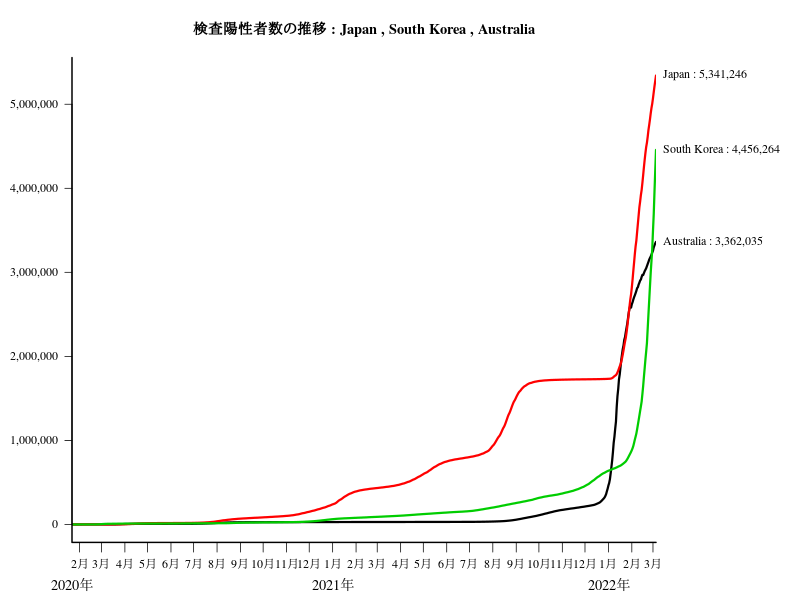 検査陽性者数の推移 : Japan , South Korea , Australia
Japan : 5,341,246
5,000,000
South Korea : 4,456,264
4,000,000
Australia : 3,362,035
3,000,000
2,000,000
1,000,000
0
2月 3月 4月 5月 6月 7月 8月 9月 10月 11月 12月 1月 2月 3月 4月 5月 6月 7月 8月 9月 10月 11月 12月 1月 2月 3月
2020年 2021年 2022年